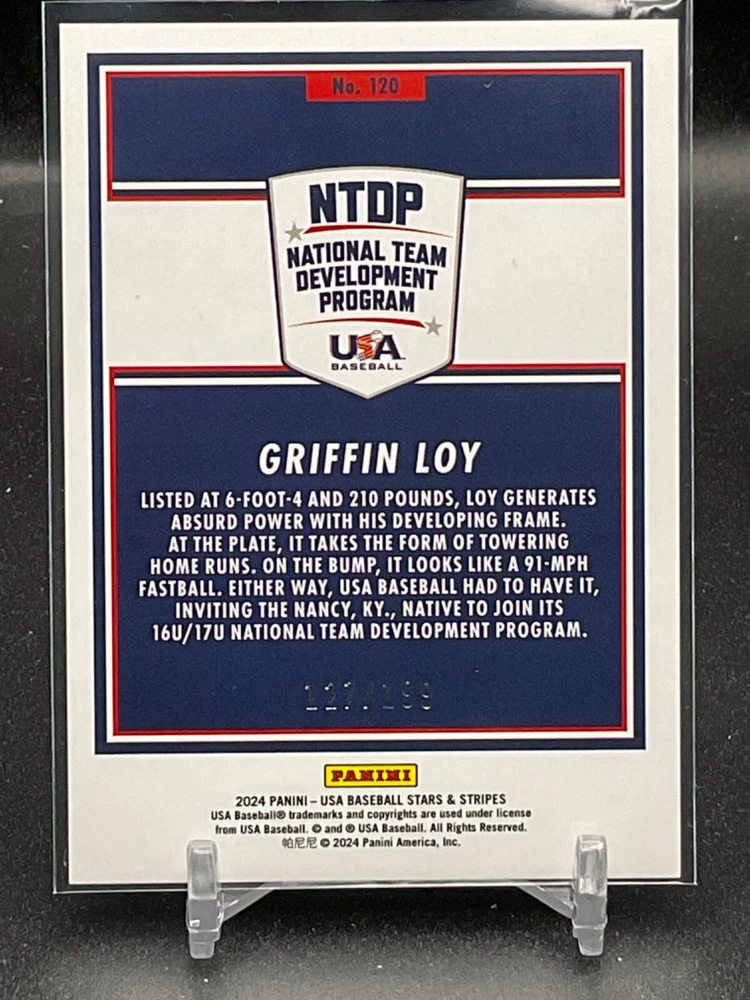 No. 120
NTDP
NATIONAL TEAM
DEVELOPMENT
PROGRAM
USA
BASEBALL
GRIFFIN LOY
LISTED AT 6-FOOT-4 AND 210 POUNDS, LOY GENERATES
ABSURD POWER WITH HIS DEVELOPING FRAME.
AT THE PLATE, IT TAKES THE FORM OF TOWERING
HOME RUNS. ON THE BUMP, IT LOOKS LIKE A 91-MPH
FASTBALL. EITHER WAY, USA BASEBALL HAD TO HAVE IT,
INVITING THE NANCY, KY., NATIVE TO JOIN ITS
16U/17U NATIONAL TEAM DEVELOPMENT PROGRAM.
127/199
PANINI
2024 PANINI – USA BASEBALL STARS & STRIPES
USA Baseball® trademarks and copyrights are used under license
from USA Baseball. © and ® USA Baseball. All Rights Reserved.
帕尼尼 © 2024 Panini America, Inc.